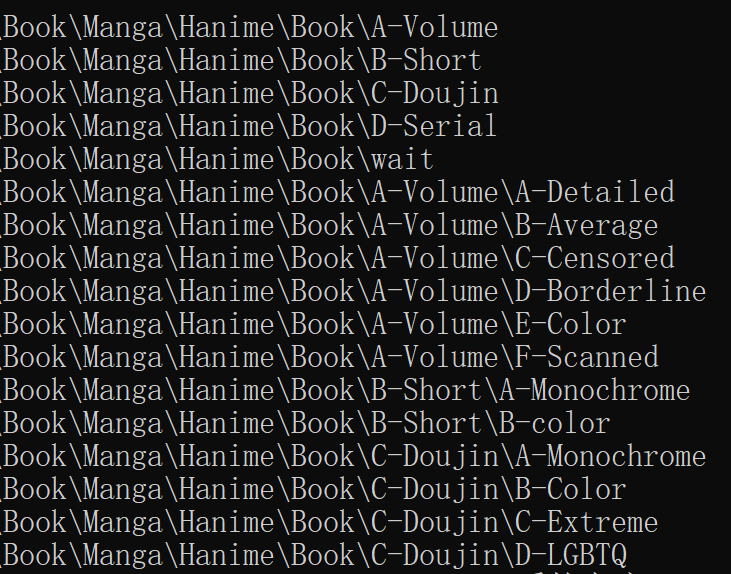 \Book\Manga\Hanime\Book\A-Volume
\Book\Manga\Hanime\Book\B-Short
\Book\Manga\Hanime\Book\C-Doujin
\Book\Manga\Hanime\Book\D-Serial
\Book\Manga\Hanime\Book\wait
\Book\Manga\Hanime\Book\A-Volume\A-Detailed
\Book\Manga\Hanime\Book\A-Volume\B-Average
\Book\Manga\Hanime\Book\A-Volume\C-Censored
\Book\Manga\Hanime\Book\A-Volume\D-Borderline
\Book\Manga\Hanime\Book\A-Volume\E-Color
\Book\Manga\Hanime\Book\A-Volume\F-Scanned
\Book\Manga\Hanime\Book\B-Short\A-Monochrome
\Book\Manga\Hanime\Book\B-Short\B-color
\Book\Manga\Hanime\Book\C-Doujin\A-Monochrome
\Book\Manga\Hanime\Book\C-Doujin\B-Color
\Book\Manga\Hanime\Book\C-Doujin\C-Extreme
\Book\Manga\Hanime\Book\C-Doujin\D-LGBTQ